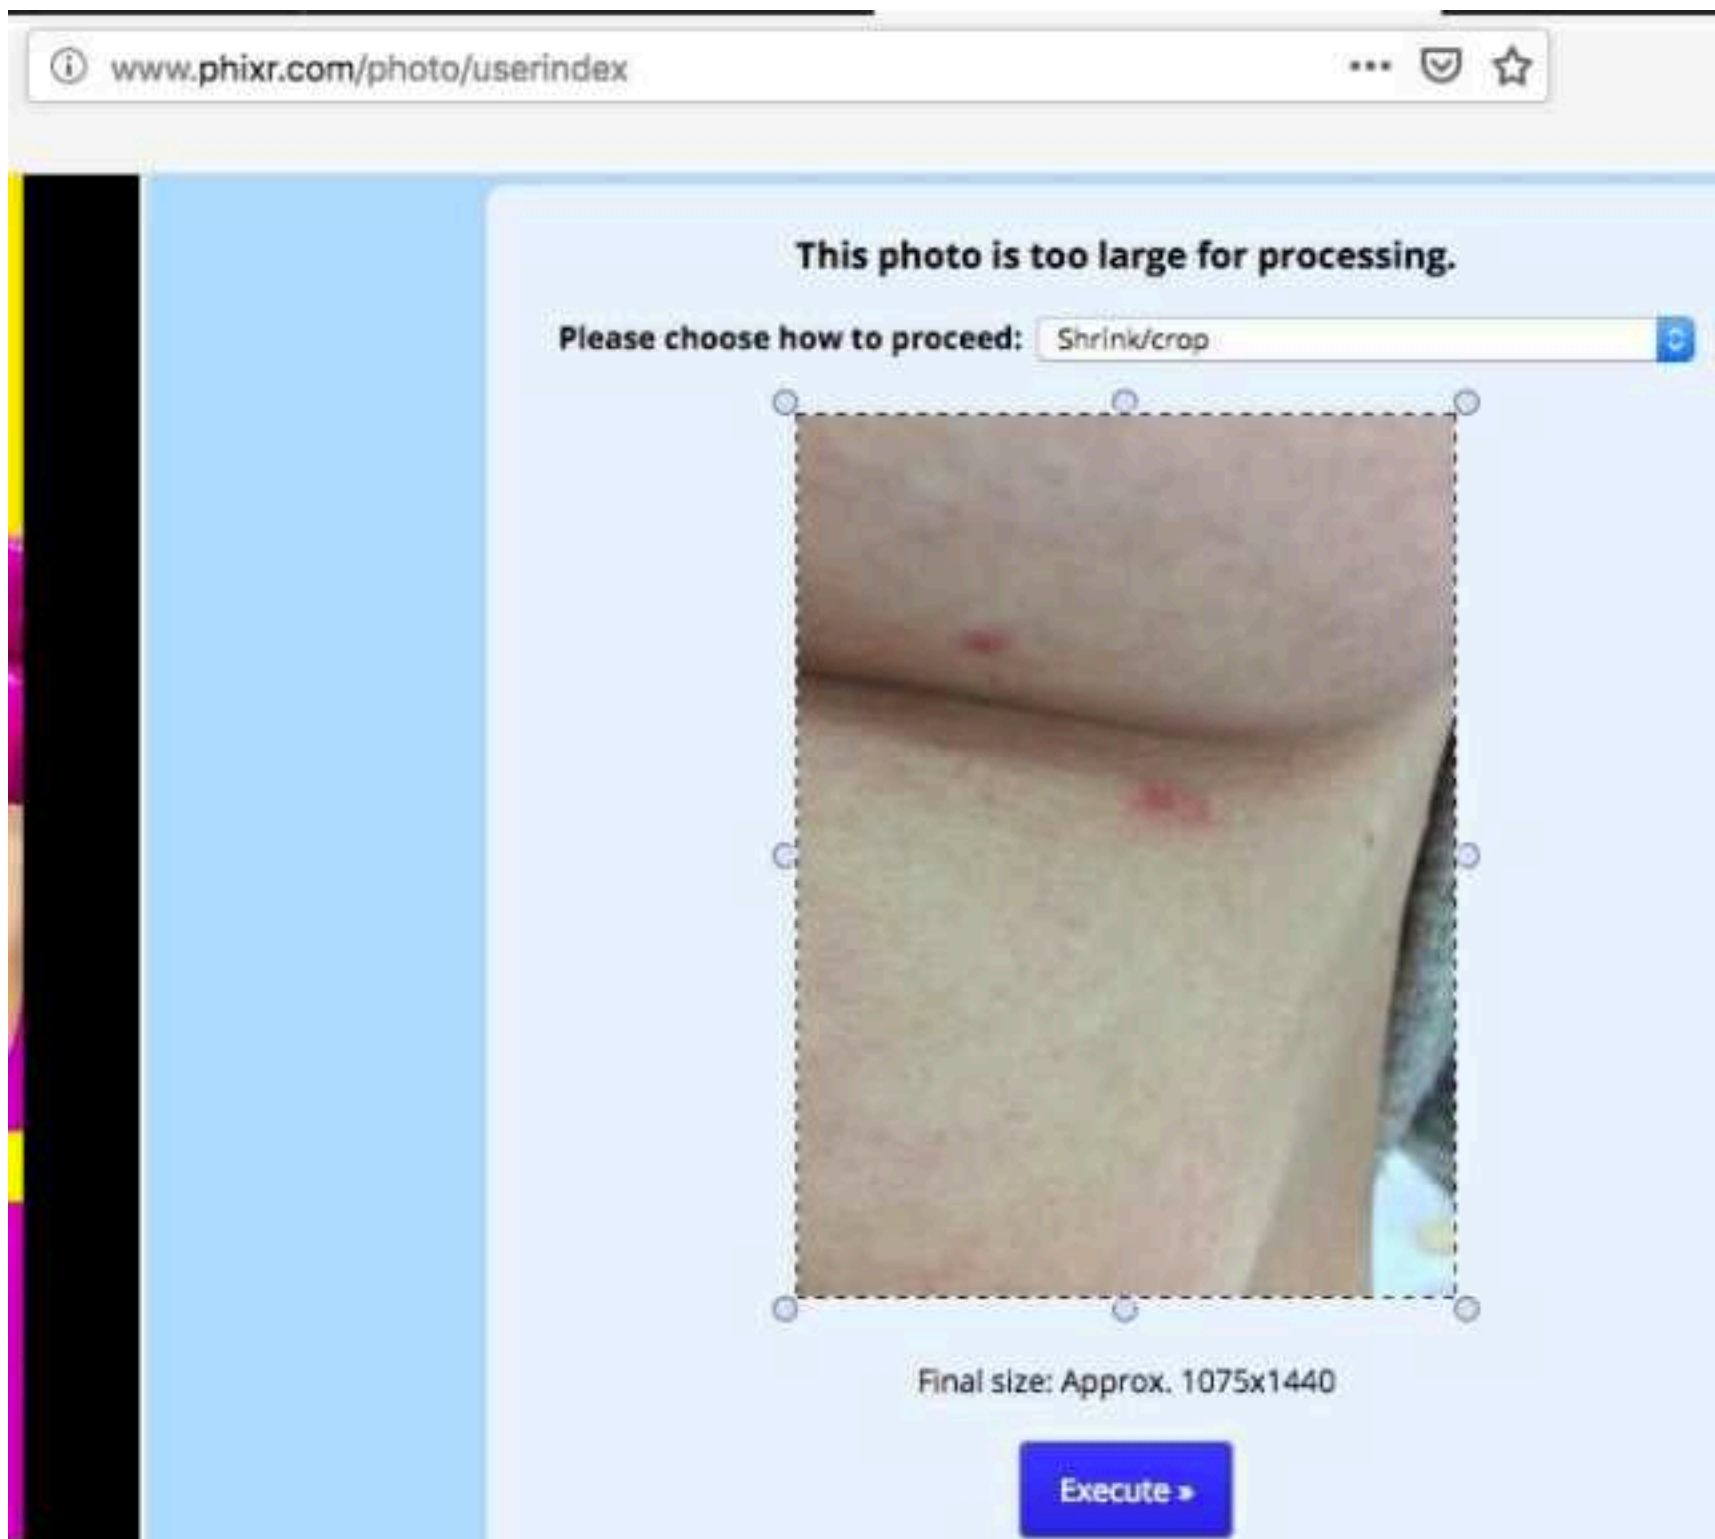 www.phixr.com/photo/userindex
This photo is too large for processing.
Please choose how to proceed: Shrink/crop
Final size: Approx. 1075x1440
Execute »